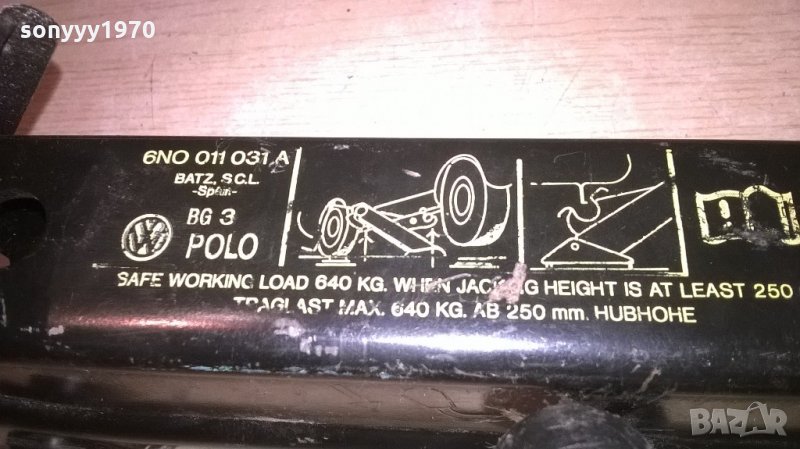 sonyyy1970
6NO 011 031 A
BATZ, S.C.L.
-Spain-
BG 3
POLO
SAFE WORKING LOAD 640 KG. WHEN JACKING HEIGHT IS AT LEAST 250
TRAGLAST MAX. 640 KG. AB 250 mm. HUBHOHE
BAZAR